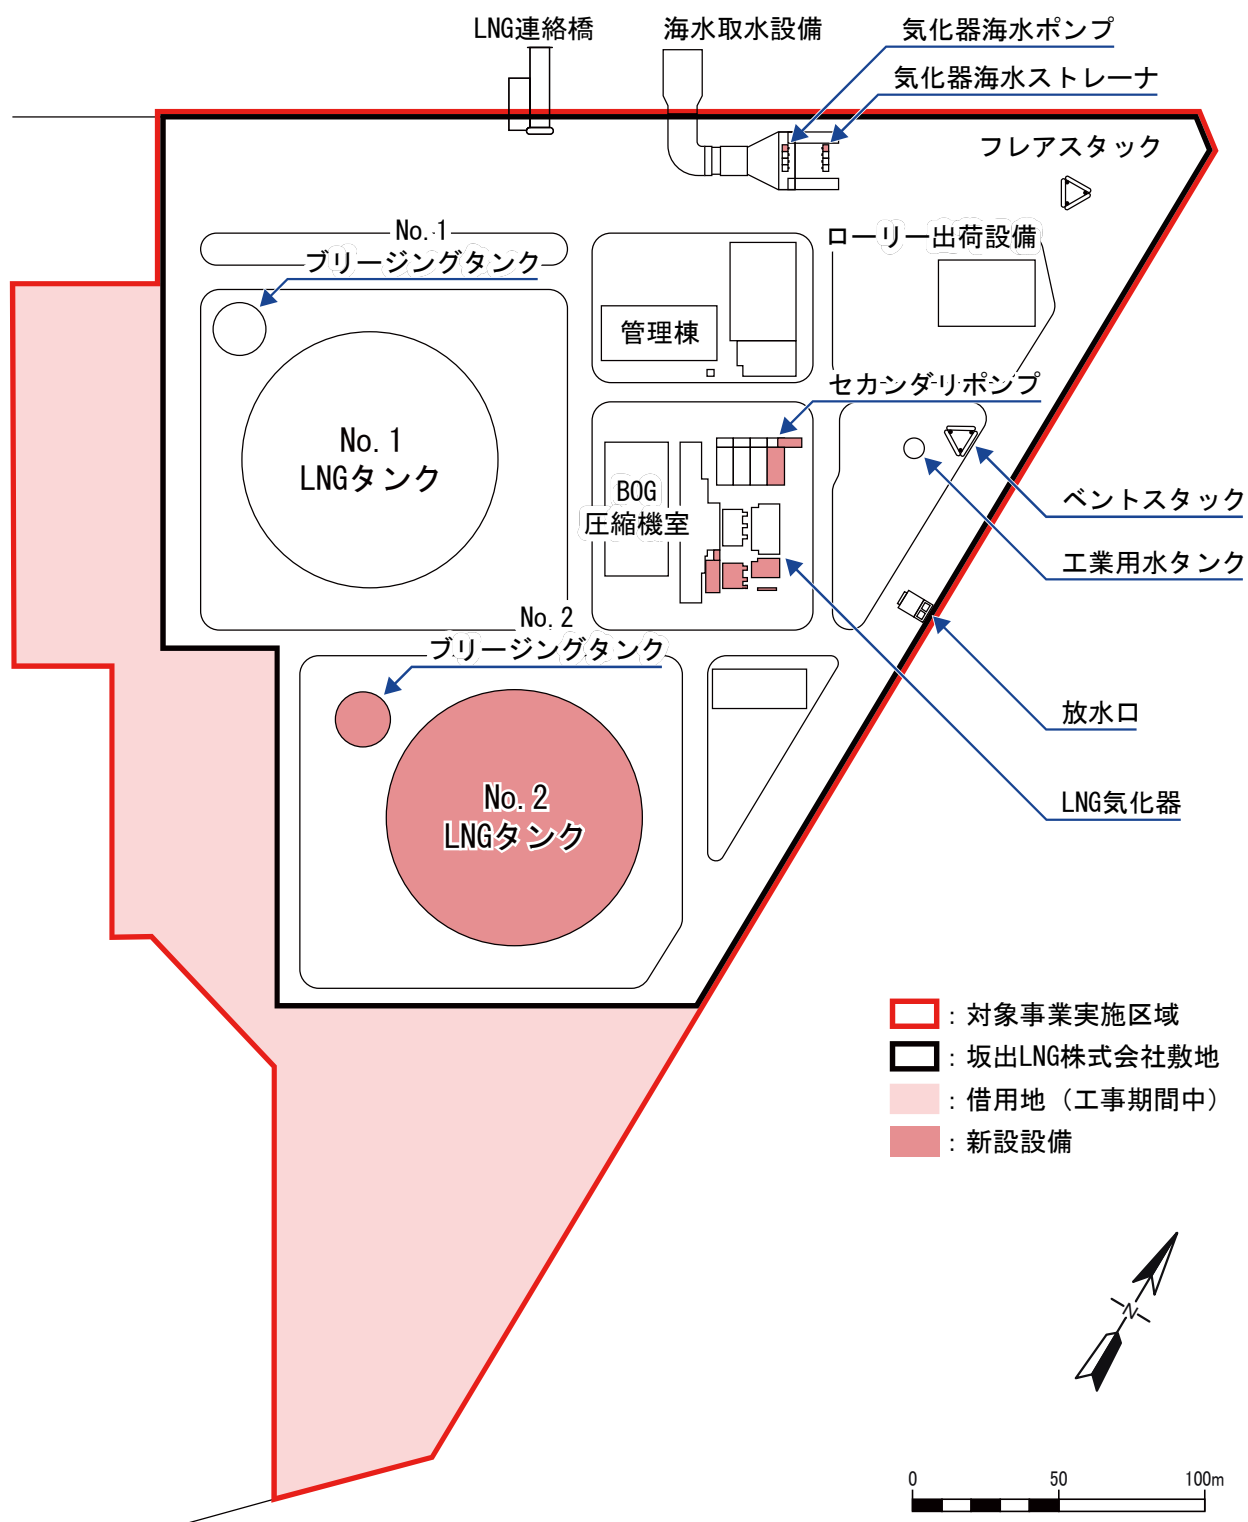 LNG連絡橋
海水取水設備
気化器海水ポンプ
気化器海水ストレーナ
フレアスタック
No.1
ブリージングタンク
ローリー出荷設備
管理棟
セカンダリポンプ
No.1
LNGタンク
BOG
圧縮機室
ベントスタック
工業用水タンク
No.2
ブリージングタンク
放水口
No.2
LNGタンク
LNG気化器
：対象事業実施区域
：坂出LNG株式会社敷地
：借用地（工事期間中）
：新設設備
N
0 50 100m